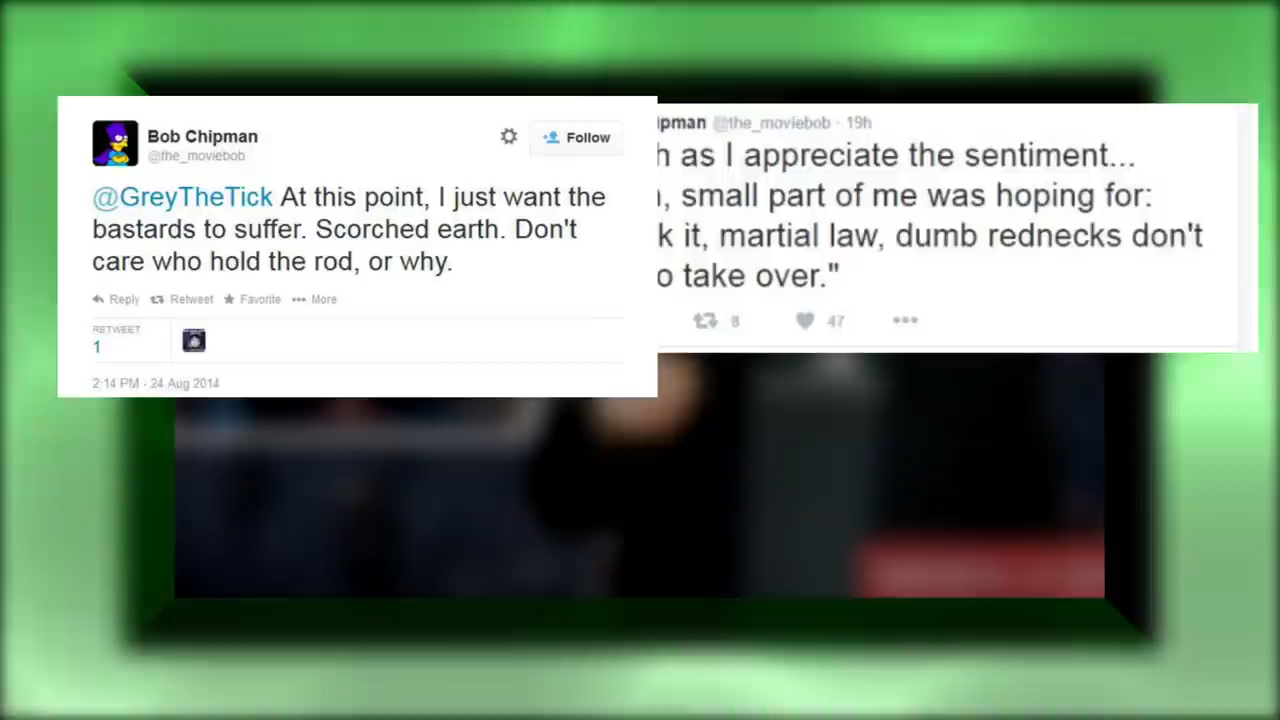 Bob Chipman
@the_moviebob
Follow
@GreyTheTick At this point, I just want the
bastards to suffer. Scorched earth. Don't
care who hold the rod, or why.
Reply Retweet Favorite More
RETWEET
1
2:14 PM - 24 Aug 2014
ipman @the_moviebob · 19h
h as I appreciate the sentiment...
, small part of me was hoping for:
k it, martial law, dumb rednecks don't
o take over."
8 47